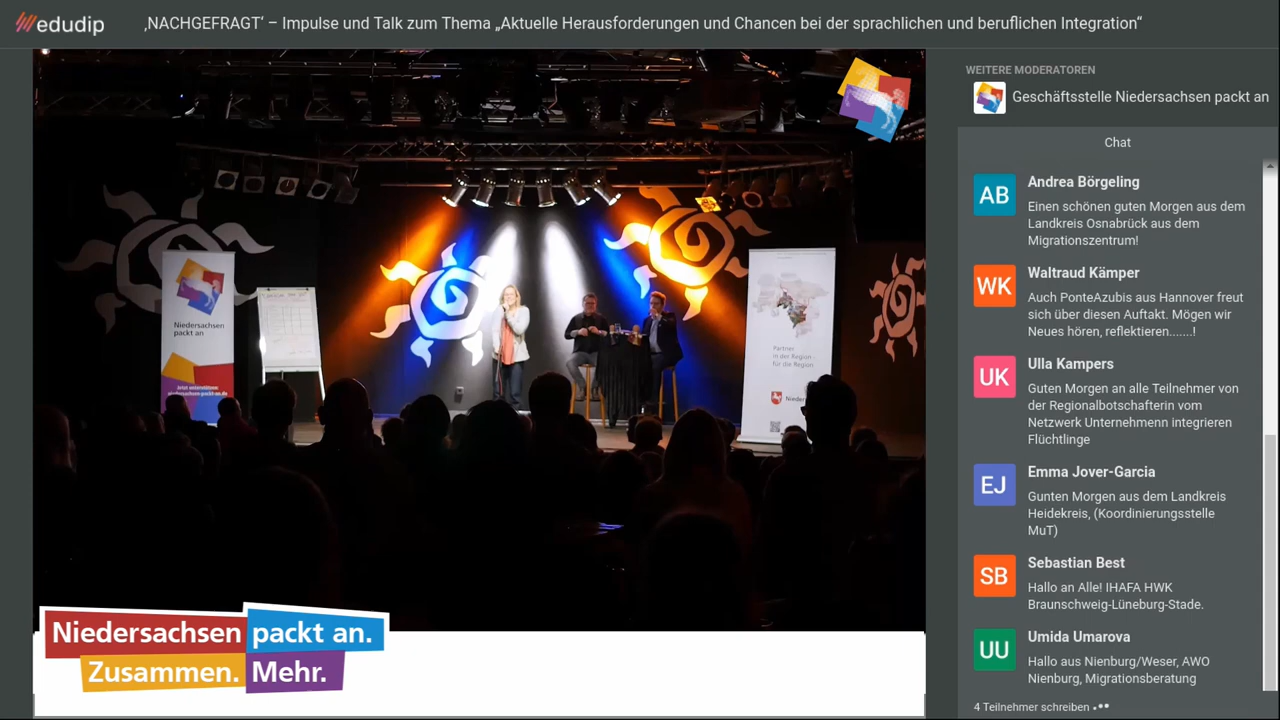 edudip
‚NACHGEFRAGT‘ – Impulse und Talk zum Thema „Aktuelle Herausforderungen und Chancen bei der sprachlichen und beruflichen Integration“
WEITERE MODERATOREN
Geschäftsstelle Niedersachsen packt an
Chat
AB
Andrea Börgeling
Einen schönen guten Morgen aus dem
Landkreis Osnabrück aus dem
Migrationszentrum!
WK
Waltraud Kämper
Auch PonteAzubis aus Hannover freut
sich über diesen Auftakt. Mögen wir
Neues hören, reflektieren.......!
UK
Ulla Kampers
Guten Morgen an alle Teilnehmer von
der Regionalbotschafterin vom
Netzwerk Unternehmenn integrieren
Flüchtlinge
EJ
Emma Jover-Garcia
Gunten Morgen aus dem Landkreis
Heidekreis, (Koordinierungsstelle
MuT)
SB
Sebastian Best
Hallo an Alle! IHAFA HWK
Braunschweig-Lüneburg-Stade.
UU
Umida Umarova
Hallo aus Nienburg/Weser, AWO
Nienburg, Migrationsberatung
4 Teilnehmer schreiben
Niedersachsen
packt an
Partner
in der Region -
für die Region
Niedersachsen packt an.
Zusammen. Mehr.